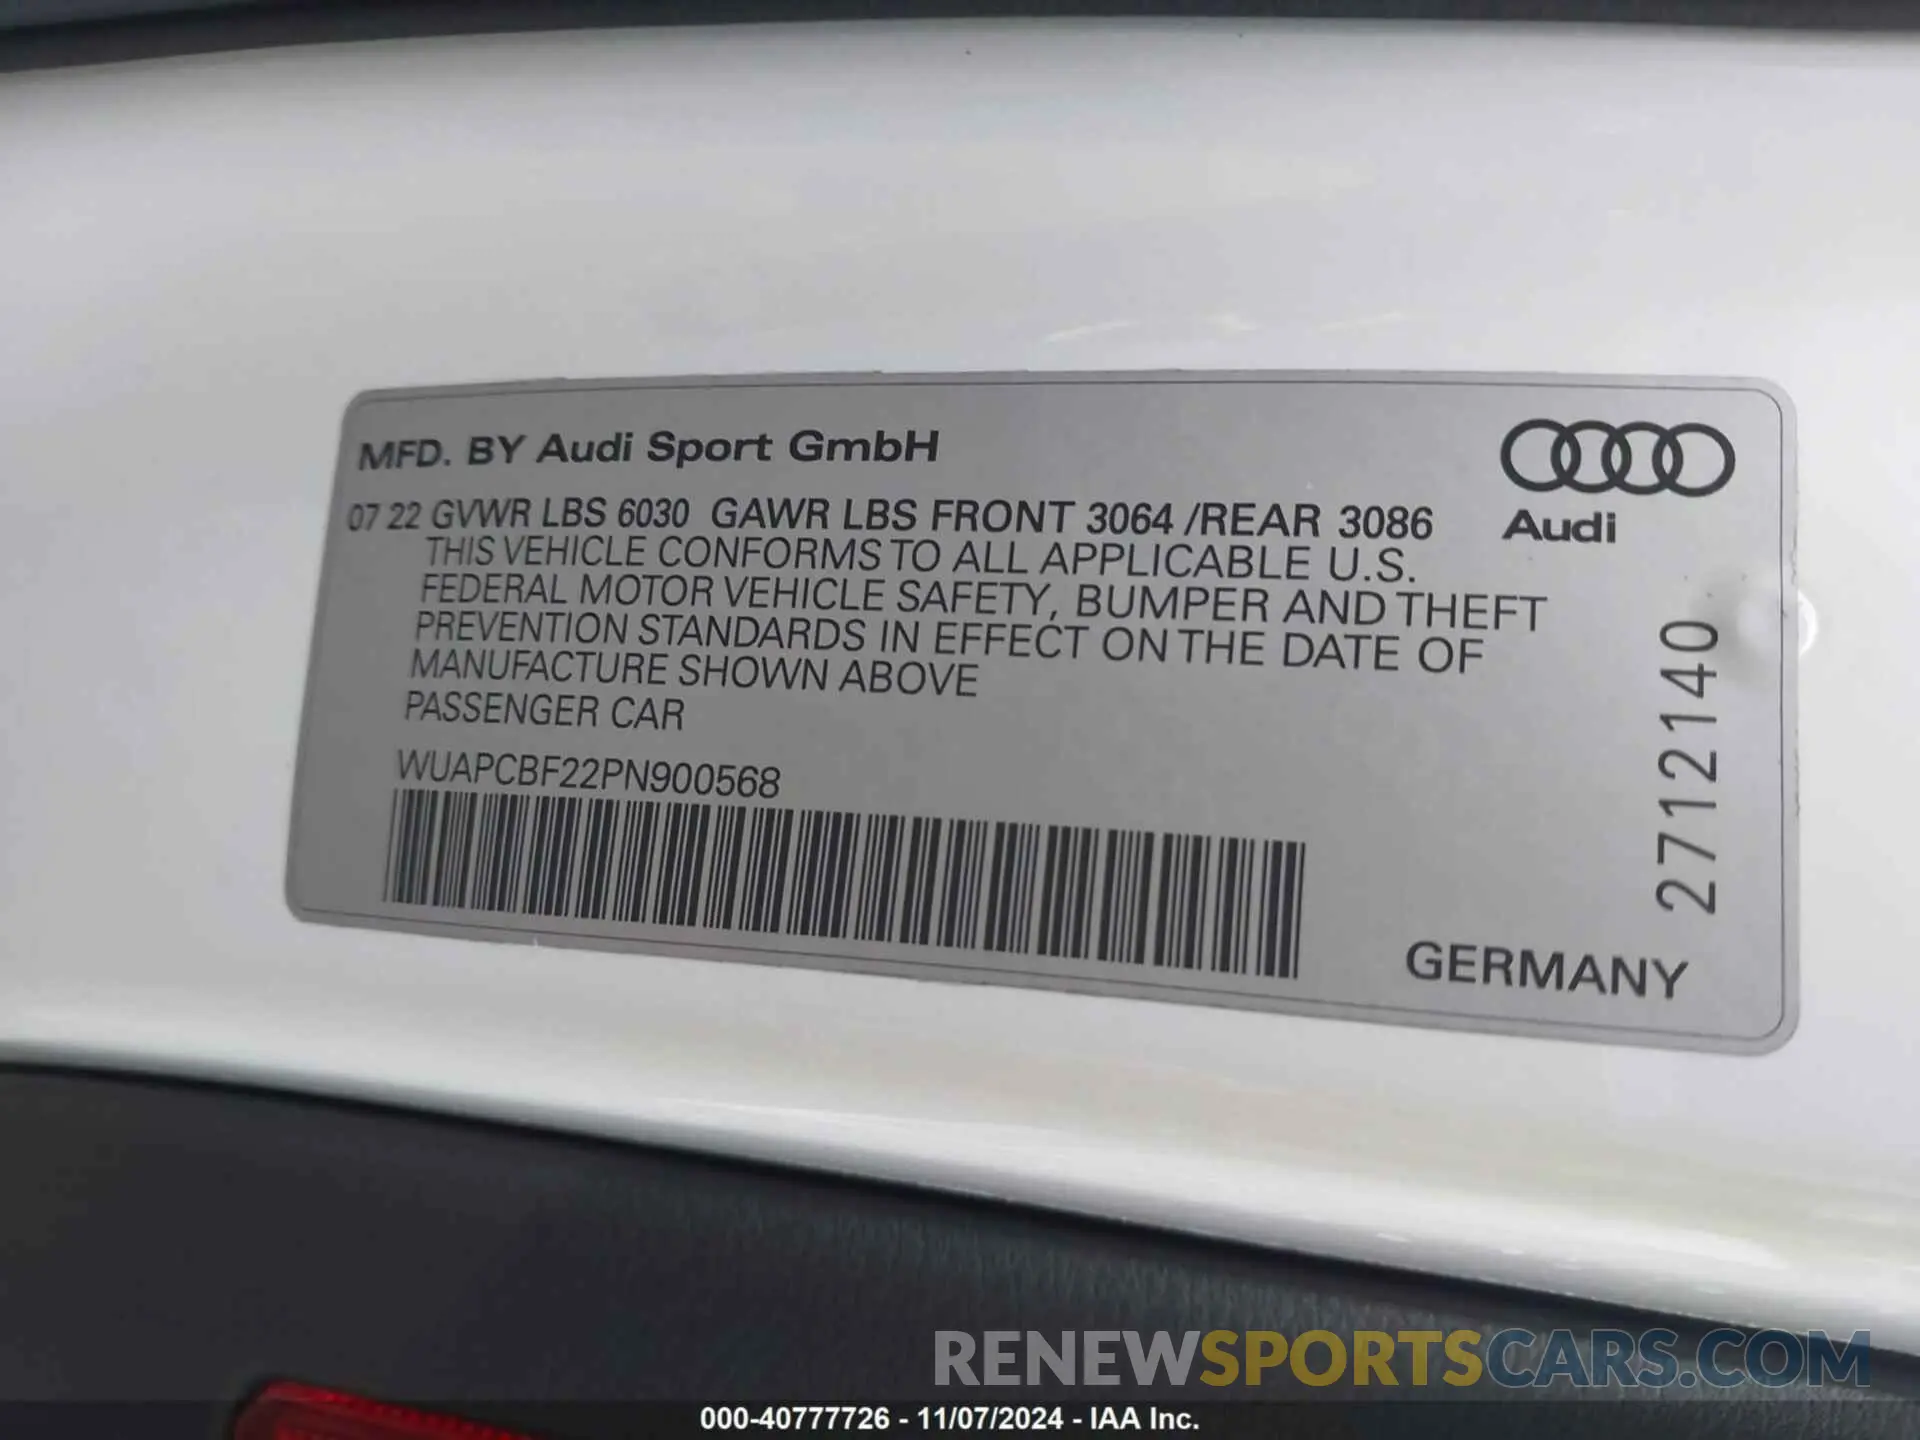 MFD. BY Audi Sport GmbH
07 22 GVWR LBS 6030 GAWR LBS FRONT 3064 /REAR 3086
Audi
THIS VEHICLE CONFORMS TO ALL APPLICABLE U.S.
FEDERAL MOTOR VEHICLE SAFETY, BUMPER AND THEFT
PREVENTION STANDARDS IN EFFECT ON THE DATE OF
MANUFACTURE SHOWN ABOVE
PASSENGER CAR
WUAPCBF22PN900568
2712140
GERMANY
RENEWSPORTSCARS.COM
000-40777726 - 11/07/2024 - IAA Inc.